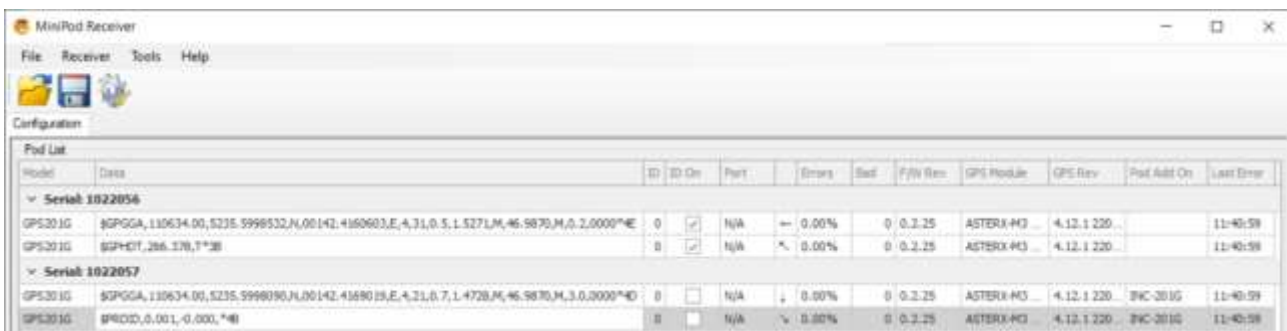 MiniPod Receiver
File Receiver Tools Help
Configuration
Pod List
Model Data ID ID On Port Errors Bad F/W Rev GPS Module GPS Rev Pod Add On Last Error
Serial: 1022056
GPS201G $GPGGA,110634.00,5235.5998532,N,00142.4160603,E,4,31,0.5,1.5271,M,46.9870,M,0.2,0000*4E 0 N/A 0.00% 0 0.2.25 ASTERX-M3 ... 4.12.1 220... 11:40:59
GPS201G $GPHDT,266.378,T*3B 0 N/A 0.00% 0 0.2.25 ASTERX-M3 ... 4.12.1 220... 11:40:59
Serial: 1022057
GPS201G $GPGGA,110634.00,5235.5998090,N,00142.4168019,E,4,21,0.7,1.4728,M,46.9870,M,3.0,0000*4D 0 N/A 0.00% 0 0.2.25 ASTERX-M3 ... 4.12.1 220... INC-201G 11:40:59
GPS201G 0.001,-0.000, *4B 0 N/A 0.00% 0 0.2.25 ASTERX-M3 ... 4.12.1 220... INC-201G 11:40:59